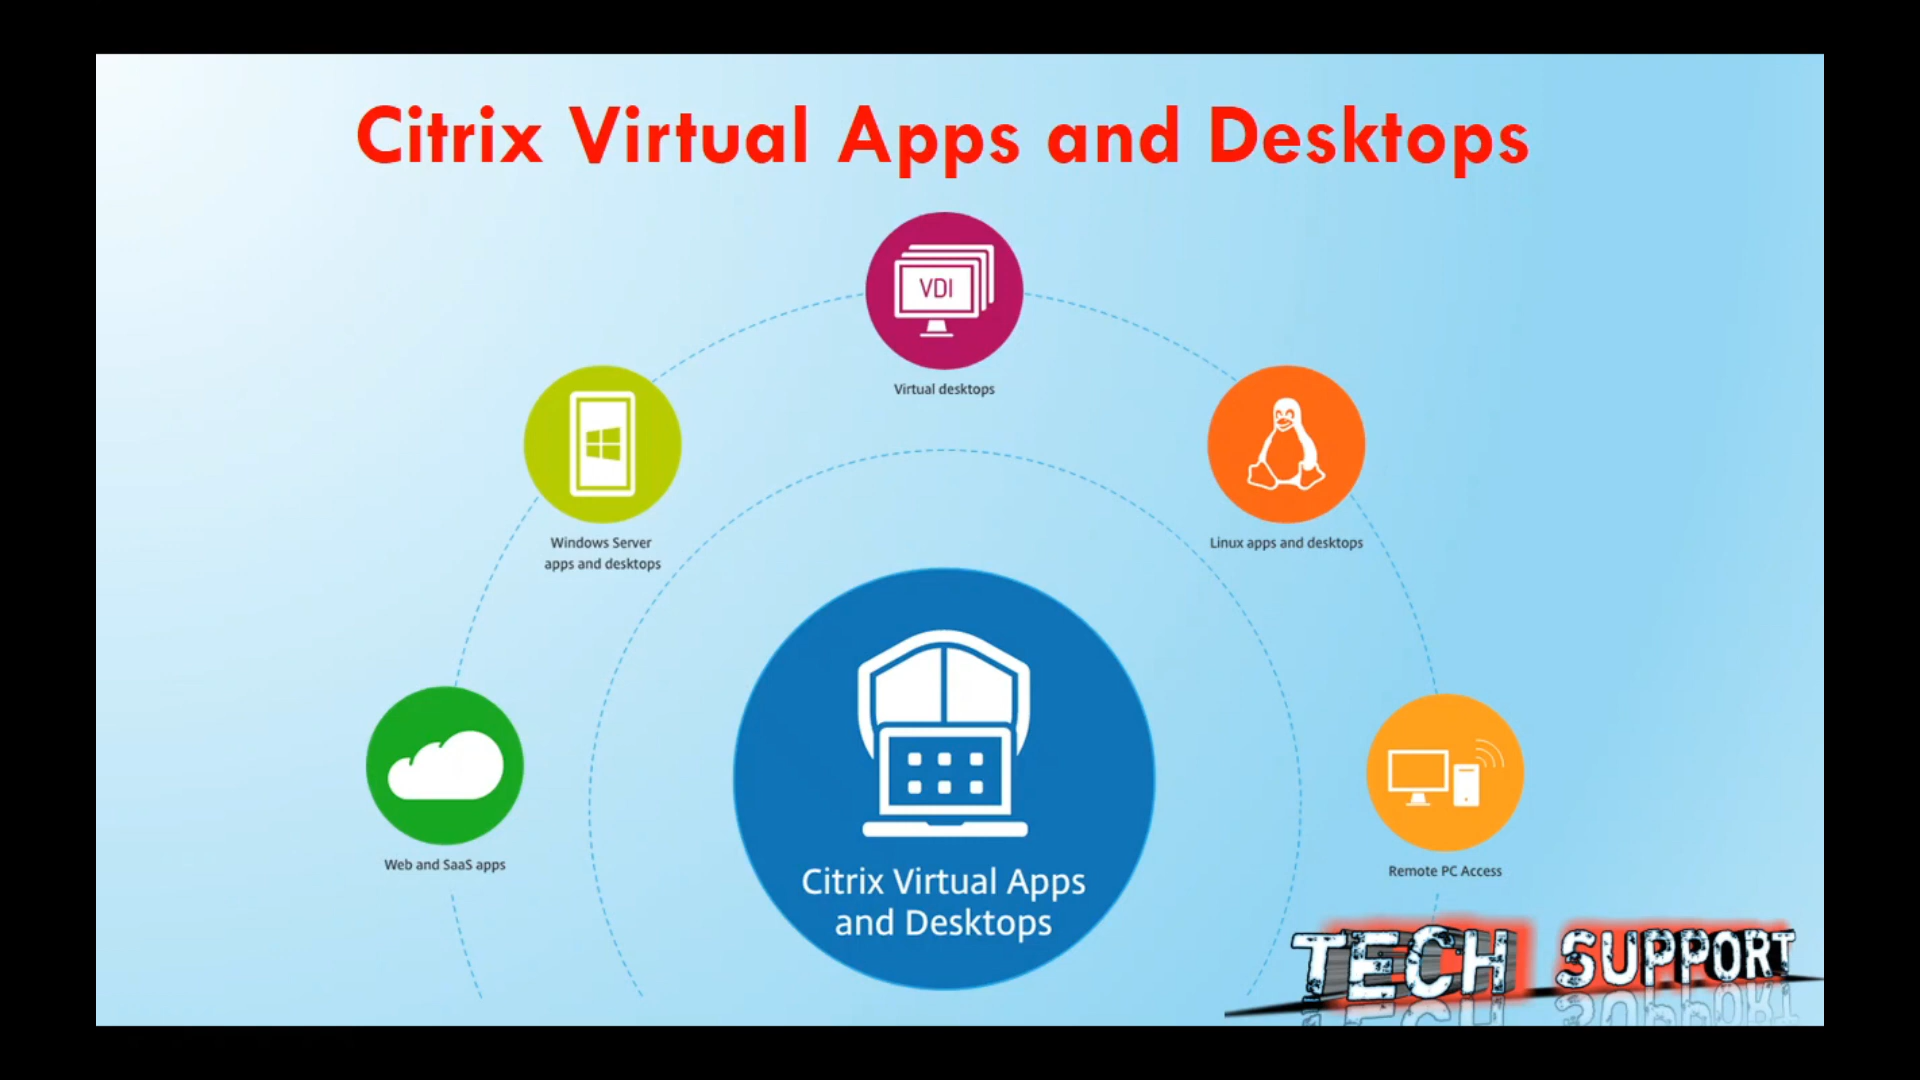 Citrix Virtual Apps and Desktops
VDI
Virtual desktops
Windows Server
apps and desktops
Linux apps and desktops
Web and SaaS apps
Citrix Virtual Apps
and Desktops
Remote PC Access
TECH SUPPORT